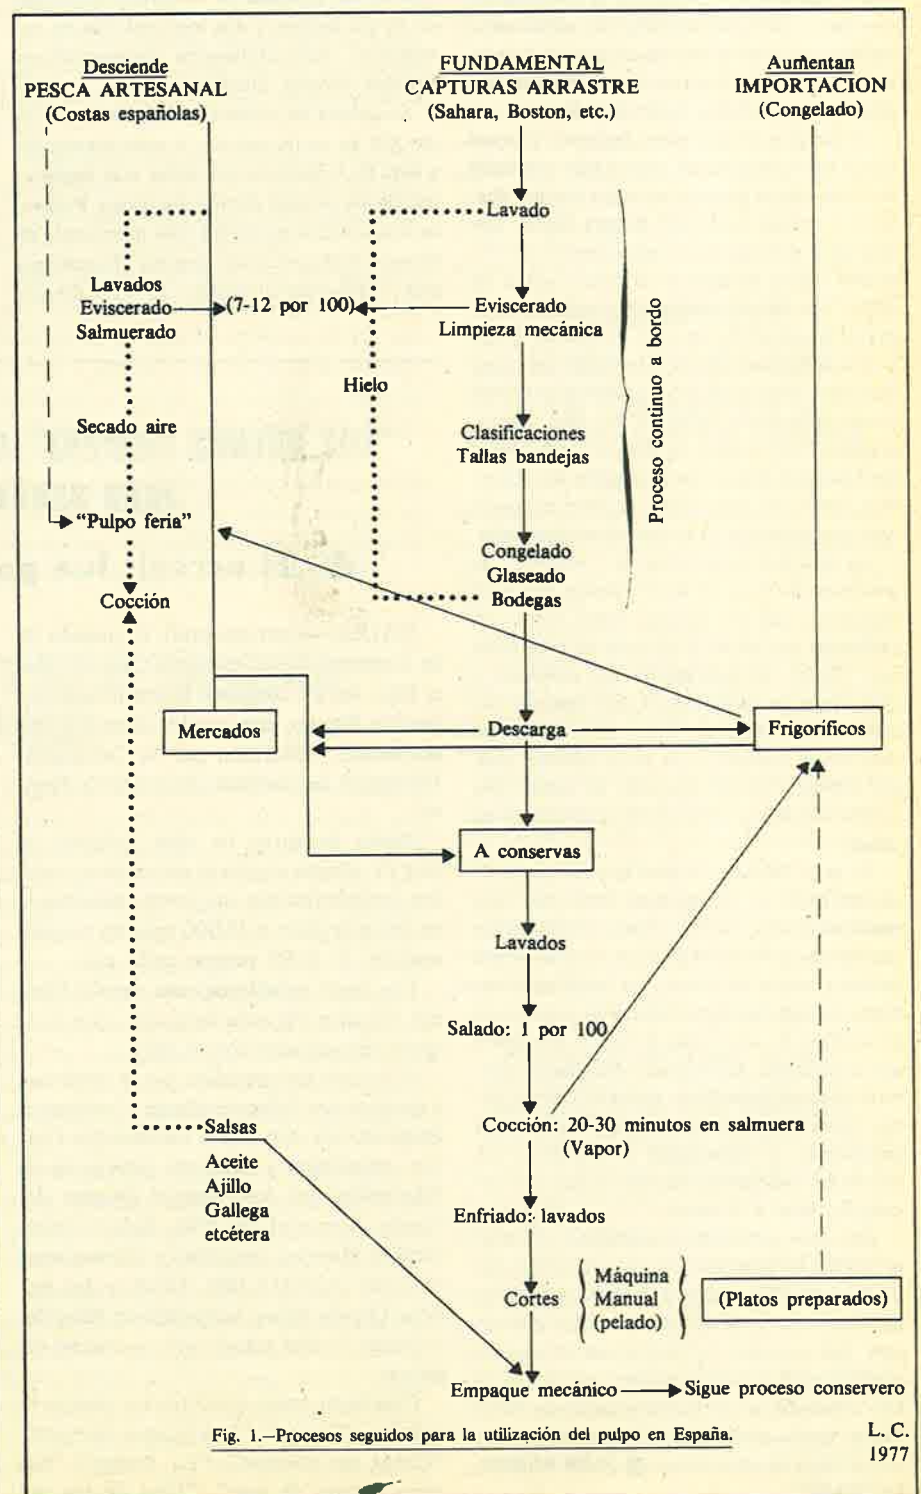 Desciende
PESCA ARTESANAL
(Costas españolas)
FUNDAMENTAL
CAPTURAS ARRASTRE
(Sahara, Boston, etc.)
Aumentan
IMPORTACION
(Congelado)
Lavado
Lavados
Eviscerado
Salmuerado
(7-12 por 100)
Eviscerado
Limpieza mecánica
Proceso continuo a bordo
Hielo
Secado aire
Clasificaciones
Tallas bandejas
"Pulpo feria"
Congelado
Glaseado
Bodegas
Cocción
Mercados
Descarga
Frigoríficos
A conservas
Lavados
Salado: 1 por 100
Cocción: 20-30 minutos en salmuera
(Vapor)
Salsas
Aceite
Ajillo
Gallega
etcétera
Enfriado: lavados
Cortes
Máquina
Manual
(pelado)
(Platos preparados)
Empaque mecánico
Sigue proceso conservero
Fig. 1.—Procesos seguidos para la utilización del pulpo en España.
L. C.
1977